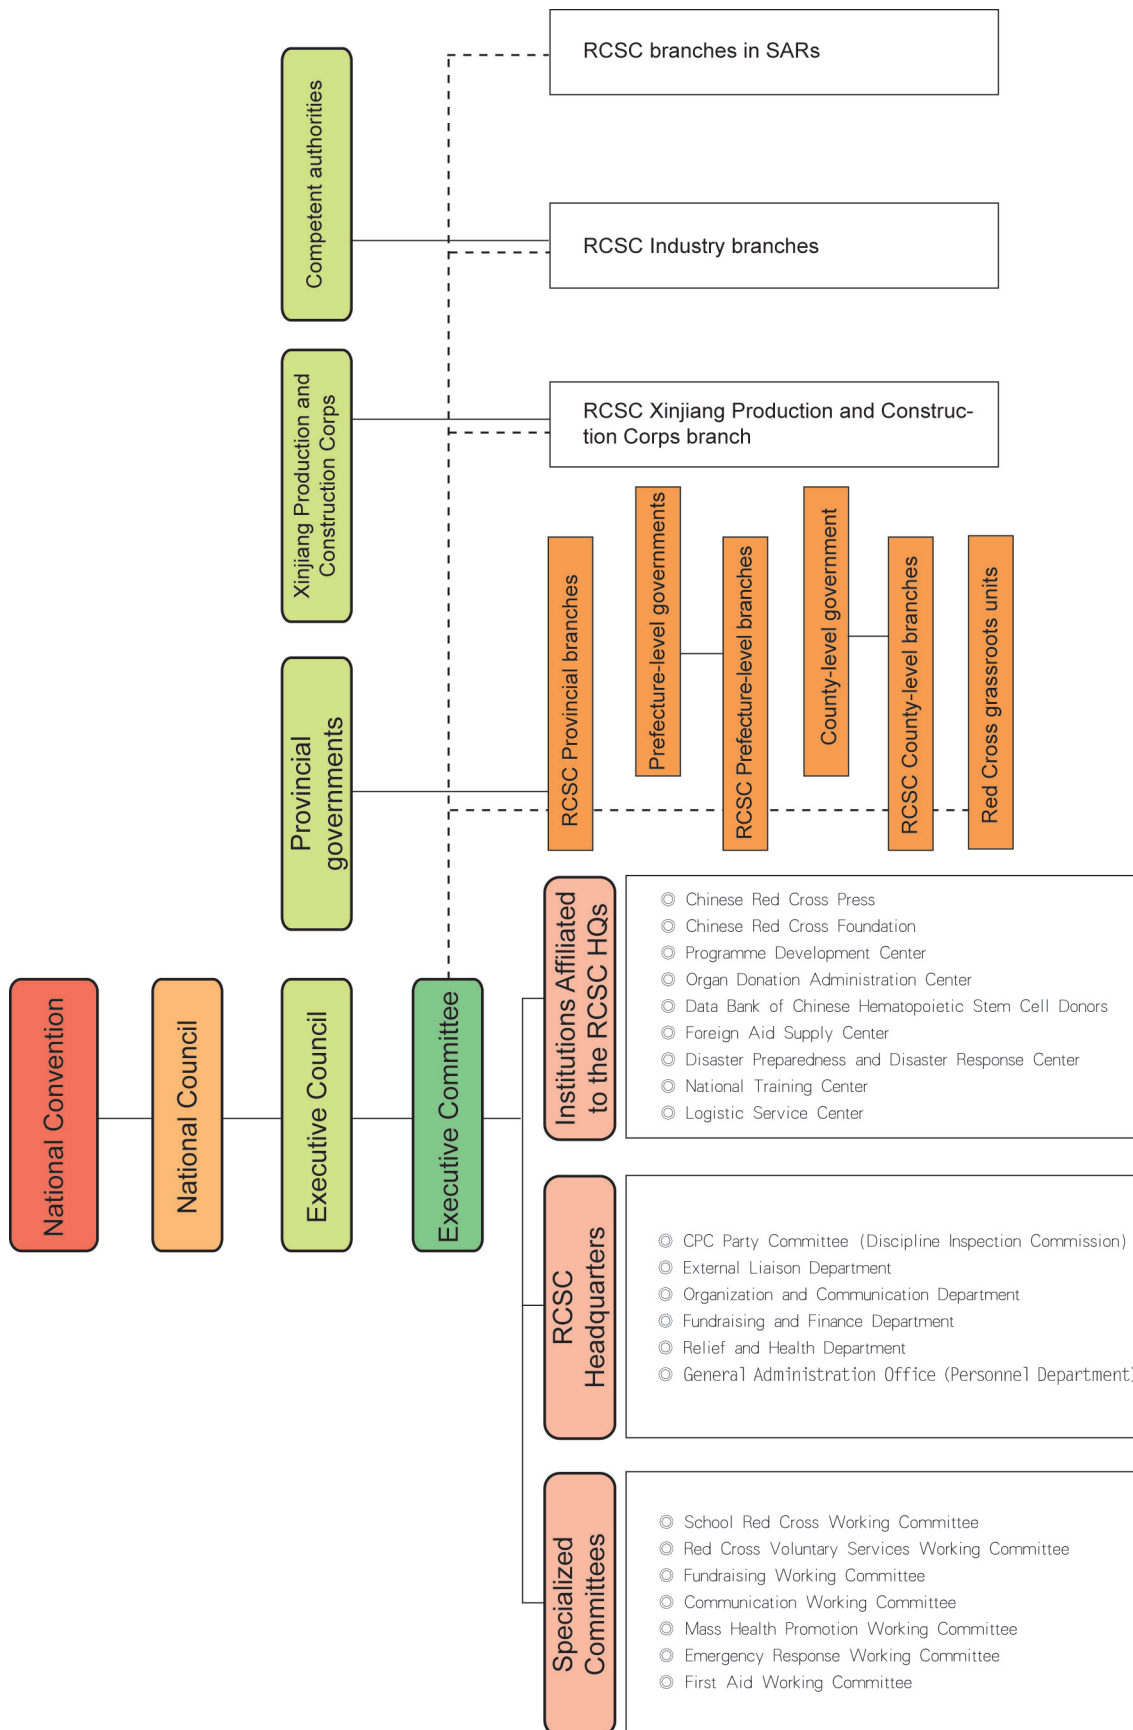 RCSC branches in SARs
Competent authorities
RCSC Industry branches
Xinjiang Production and
Construction Corps
RCSC Xinjiang Production and Construc-
tion Corps branch
Provincial
governments
RCSC Provincial branches
Prefecture-level governments
RCSC Prefecture-level branches
County-level government
RCSC County-level branches
Red Cross grassroots units
National Convention
National Council
Executive Council
Executive Committee
Institutions Affiliated
to the RCSC HQs
◎ Chinese Red Cross Press
◎ Chinese Red Cross Foundation
◎ Programme Development Center
◎ Organ Donation Administration Center
◎ Data Bank of Chinese Hematopoietic Stem Cell Donors
◎ Foreign Aid Supply Center
◎ Disaster Preparedness and Disaster Response Center
◎ National Training Center
◎ Logistic Service Center
RCSC
Headquarters
◎ CPC Party Committee (Discipline Inspection Commission)
◎ External Liaison Department
◎ Organization and Communication Department
◎ Fundraising and Finance Department
◎ Relief and Health Department
◎ General Administration Office (Personnel Department)
Specialized
Committees
◎ School Red Cross Working Committee
◎ Red Cross Voluntary Services Working Committee
◎ Fundraising Working Committee
◎ Communication Working Committee
◎ Mass Health Promotion Working Committee
◎ Emergency Response Working Committee
◎ First Aid Working Committee